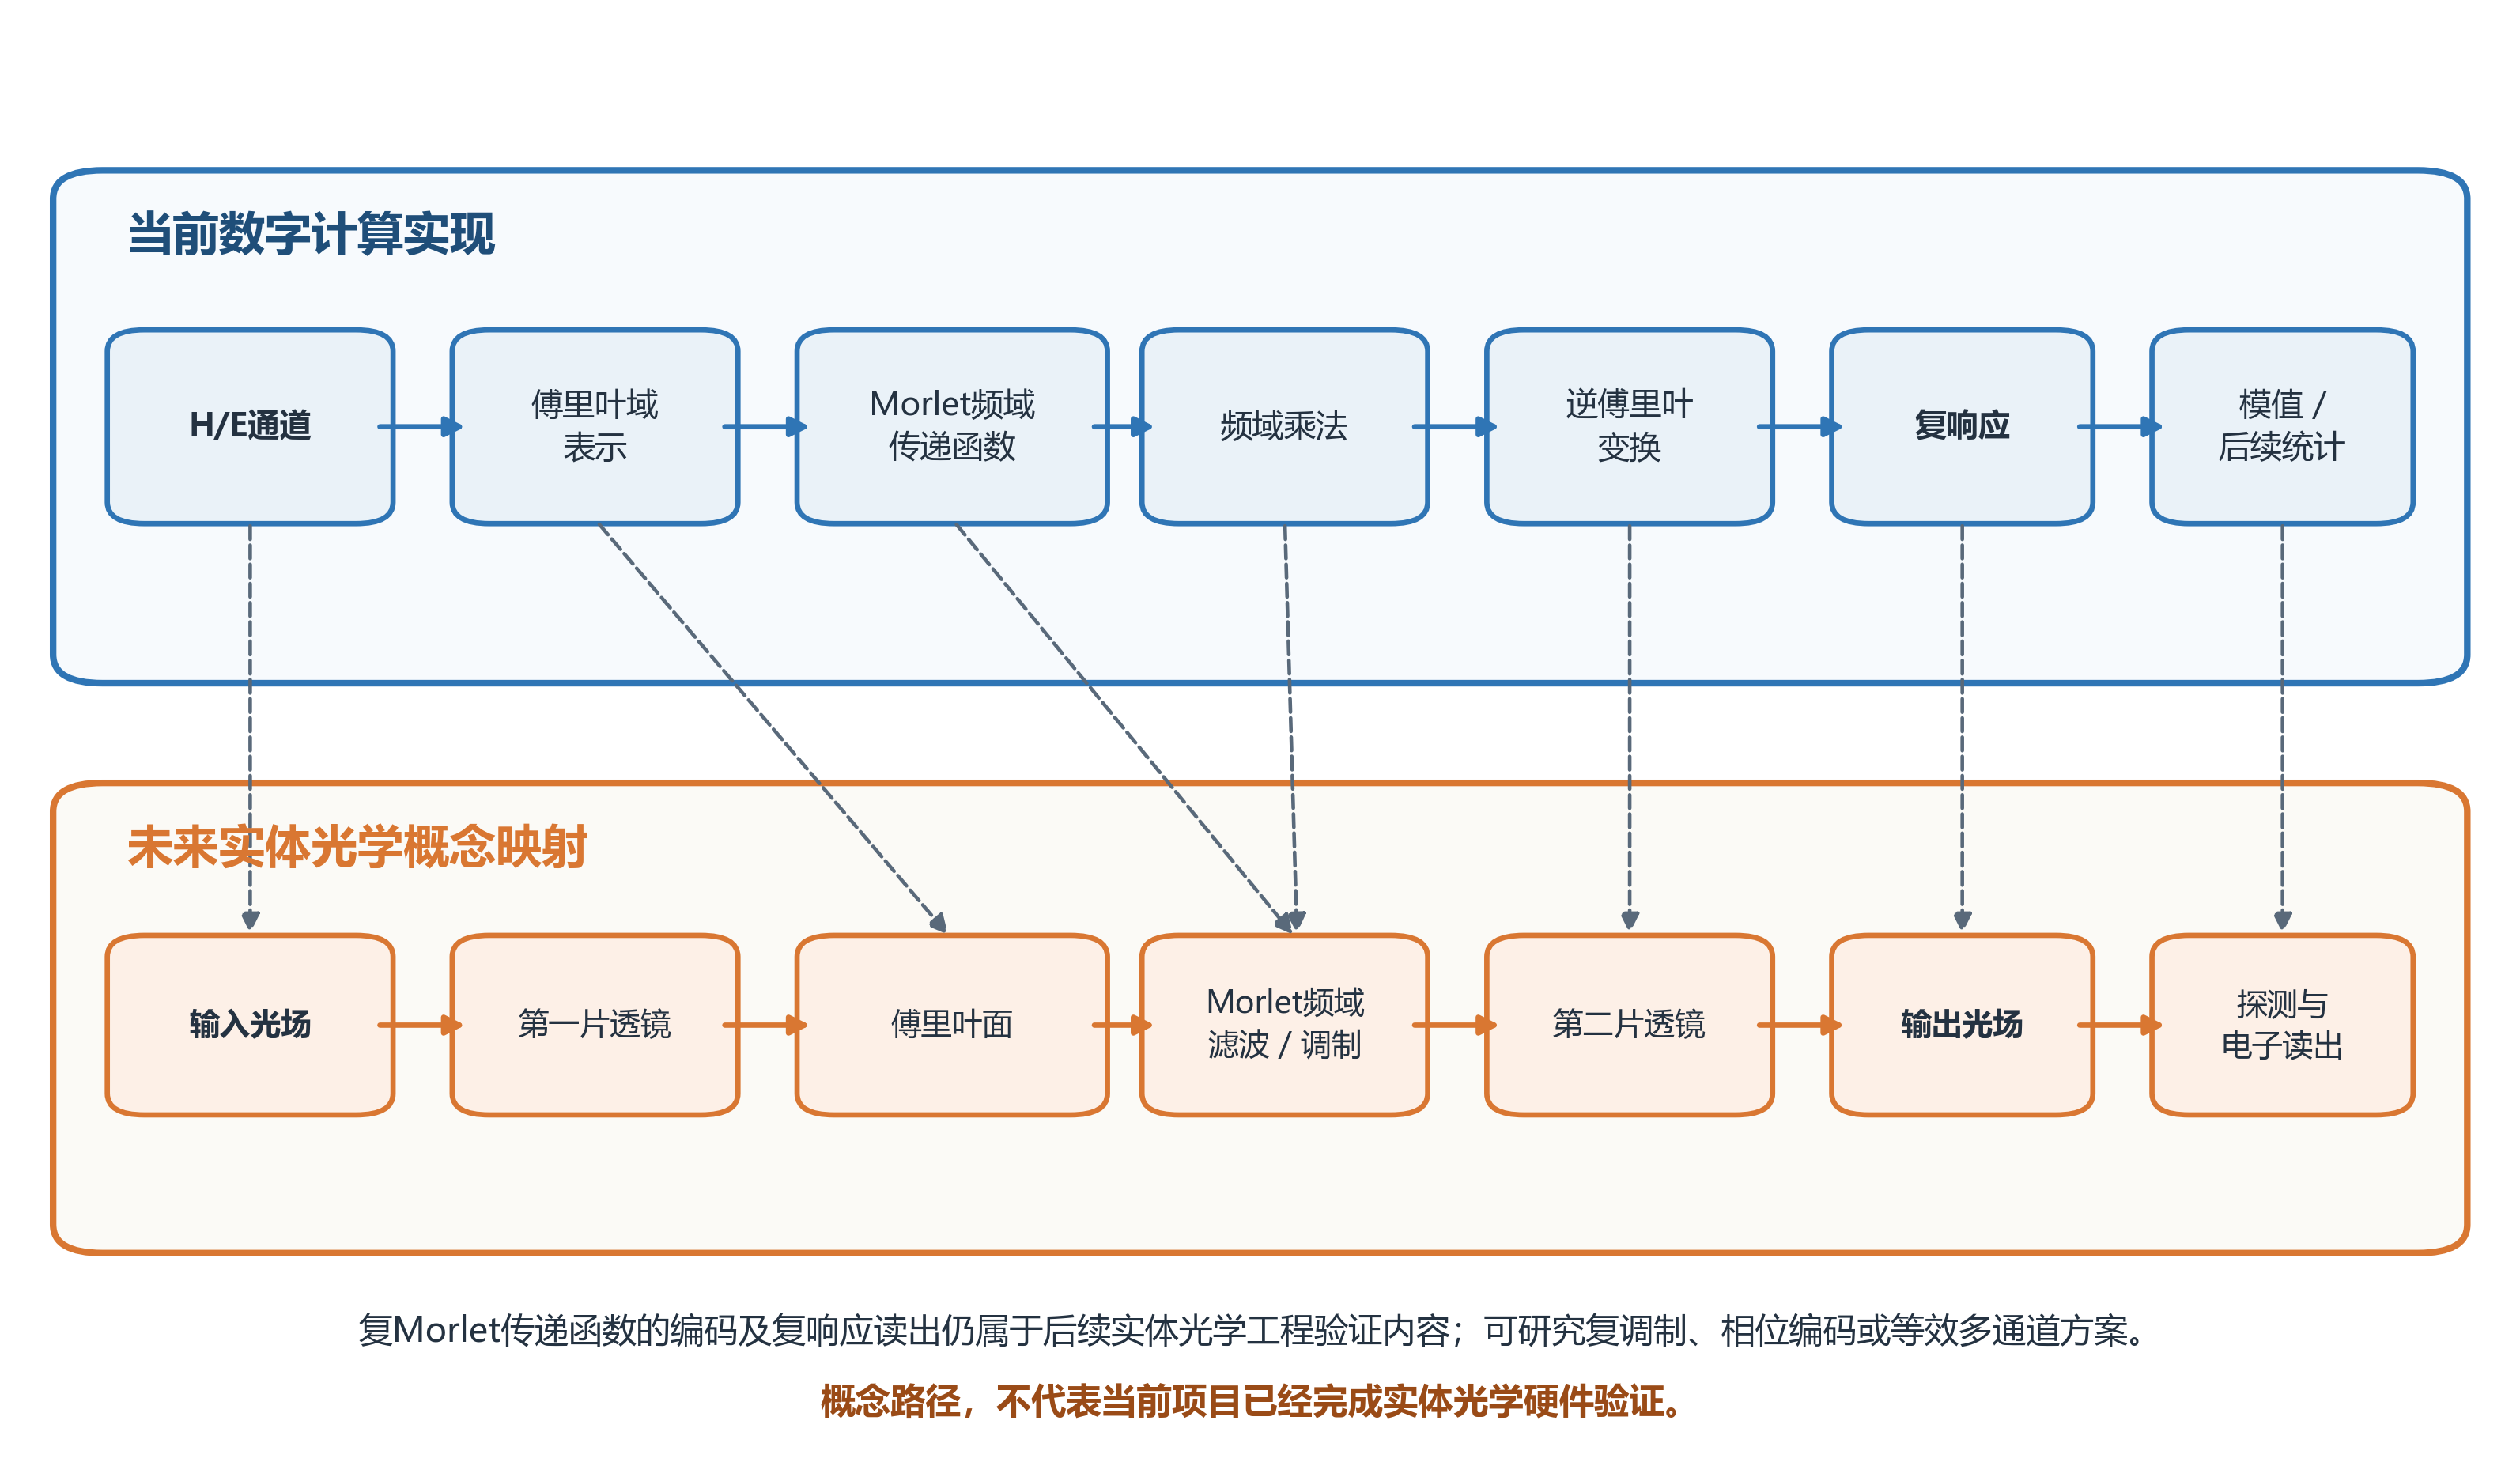 当前数字计算实现
H/E通道
傅里叶域
表示
Morlet频域
传递函数
频域乘法
逆傅里叶
变换
复响应
模值 /
后续统计
未来实体光学概念映射
输入光场
第一片透镜
傅里叶面
Morlet频域
滤波 / 调制
第二片透镜
输出光场
探测与
电子读出
复Morlet传递函数的编码及复响应读出仍属于后续实体光学工程验证内容；可研究复调制、相位编码或等效多通道方案。
概念路径，不代表当前项目已经完成实体光学硬件验证。